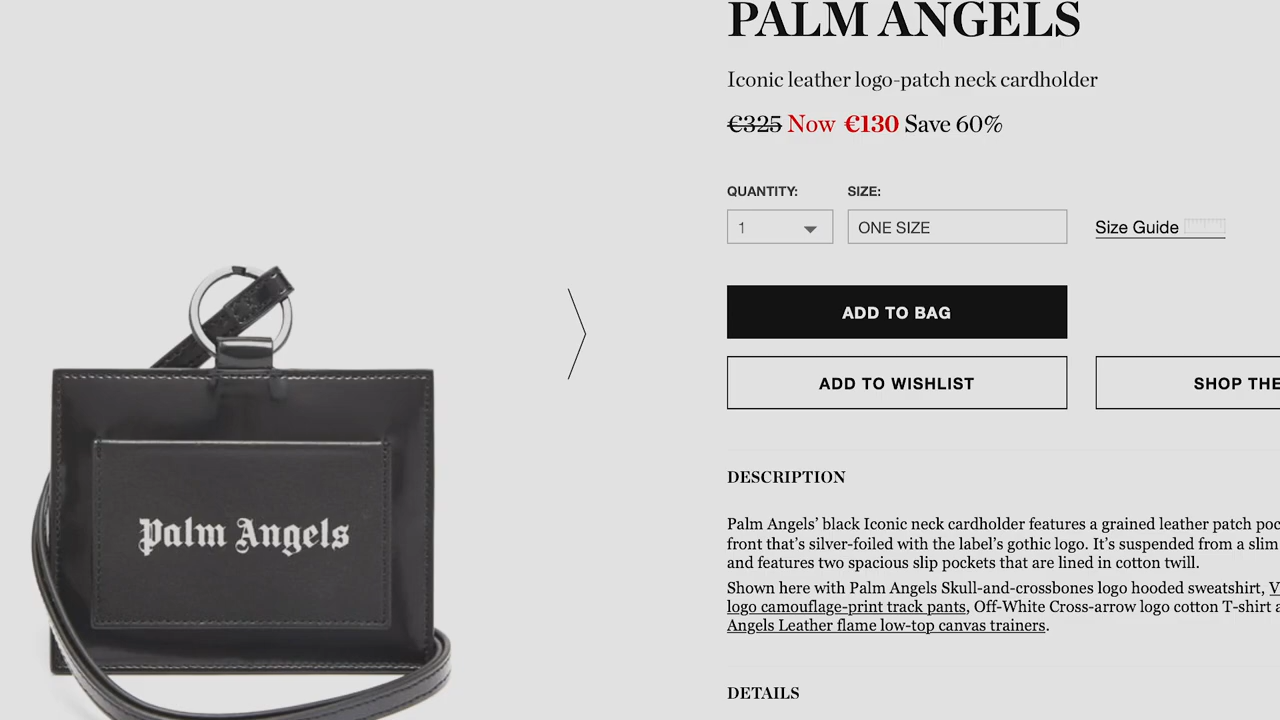 PALM ANGELS
Iconic leather logo-patch neck cardholder
€325 Now €130 Save 60%
QUANTITY: SIZE:
1 ONE SIZE Size Guide
ADD TO BAG
ADD TO WISHLIST SHOP THE
DESCRIPTION
Palm Angels’ black Iconic neck cardholder features a grained leather patch
front that’s silver-foiled with the label’s gothic logo. It’s suspended from a slim
and features two spacious slip pockets that are lined in cotton twill.
Shown here with Palm Angels Skull-and-crossbones logo hooded sweatshirt,
logo camouflage-print track pants, Off-White Cross-arrow logo cotton T-shirt
Angels Leather flame low-top canvas trainers.
DETAILS
Palm Angels